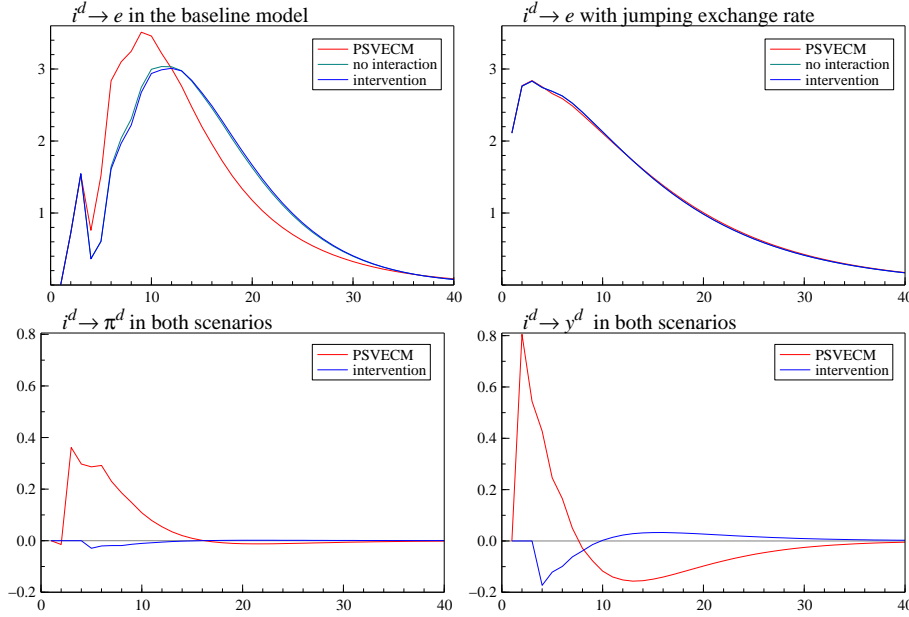 i^d → e in the baseline model
PSVECM
no interaction
intervention
3
2
1
0 10 20 30 40
i^d → e with jumping exchange rate
PSVECM
no interaction
intervention
3
2
1
0 10 20 30 40
i^d → π^d in both scenarios
PSVECM
intervention
0.8
0.6
0.4
0.2
0.0
−0.2
0 10 20 30 40
i^d → y^d in both scenarios
PSVECM
intervention
0.8
0.6
0.4
0.2
0.0
−0.2
0 10 20 30 40